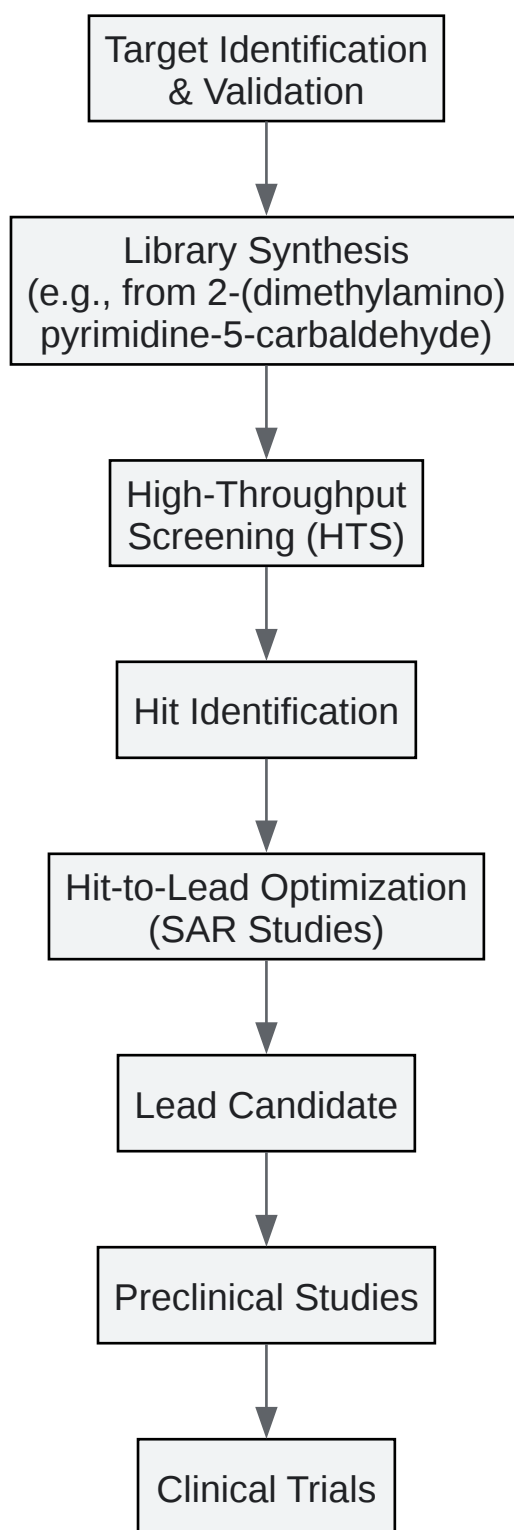 Target Identification
& Validation
Library Synthesis
(e.g., from 2-(dimethylamino)
pyrimidine-5-carbaldehyde)
High-Throughput
Screening (HTS)
Hit Identification
Hit-to-Lead Optimization
(SAR Studies)
Lead Candidate
Preclinical Studies
Clinical Trials